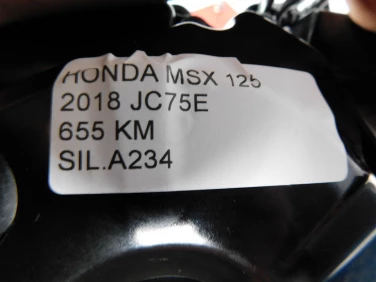 HONDA MSX 125
2018 JC75E
655 KM
SIL.A234